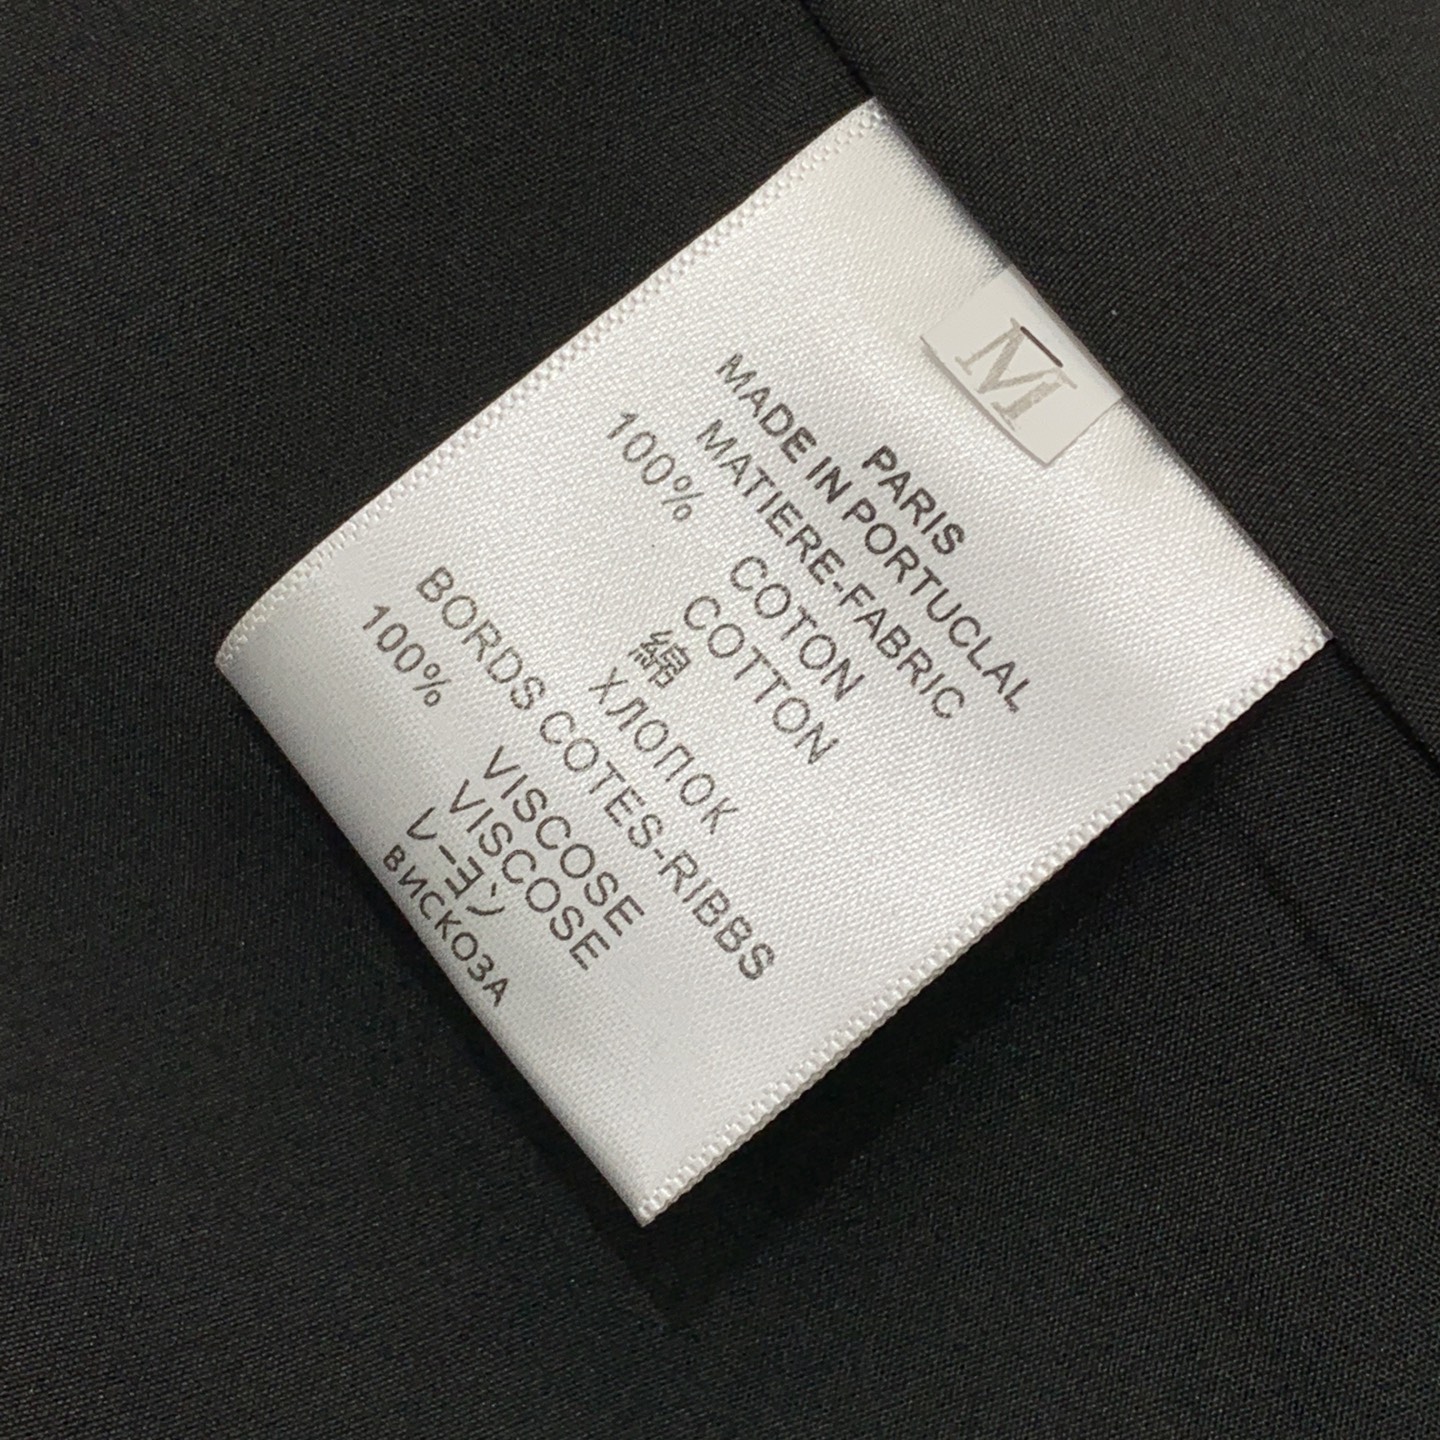 M
PARIS
MADE IN PORTUCLAL
MATIERE-FABRIC
100% COTON
COTTON
綿
ХЛОПОК
BORDS COTES-RIBBS
100% VISCOSE
VISCOSE
レーヨン
ВИСКОЗА